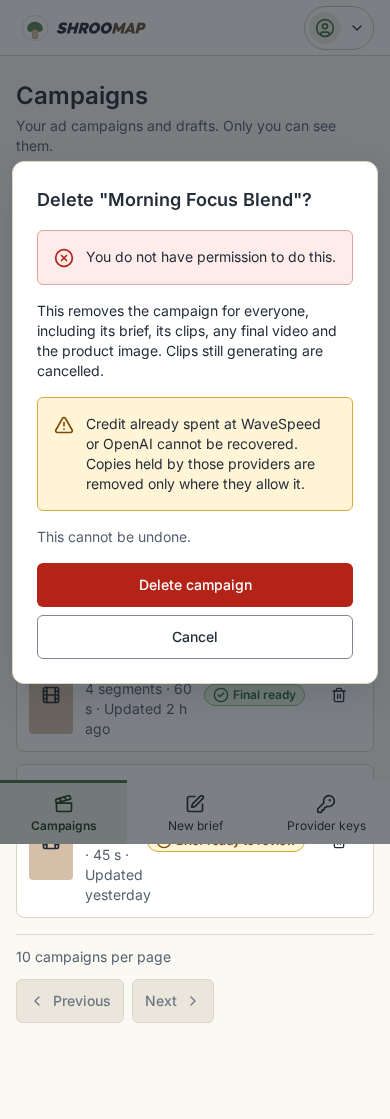 SHROOMAP
Campaigns
Your ad campaigns and drafts. Only you can see
them.
Delete "Morning Focus Blend"?
You do not have permission to do this.
This removes the campaign for everyone,
including its brief, its clips, any final video and
the product image. Clips still generating are
cancelled.
Credit already spent at WaveSpeed
or OpenAI cannot be recovered.
Copies held by those providers are
removed only where they allow it.
This cannot be undone.
Delete campaign
Cancel
4 segments · 60
s · Updated 2 h
ago
Final ready
Campaigns
New brief
Provider keys
· 45 s ·
Updated
yesterday
10 campaigns per page
Previous
Next